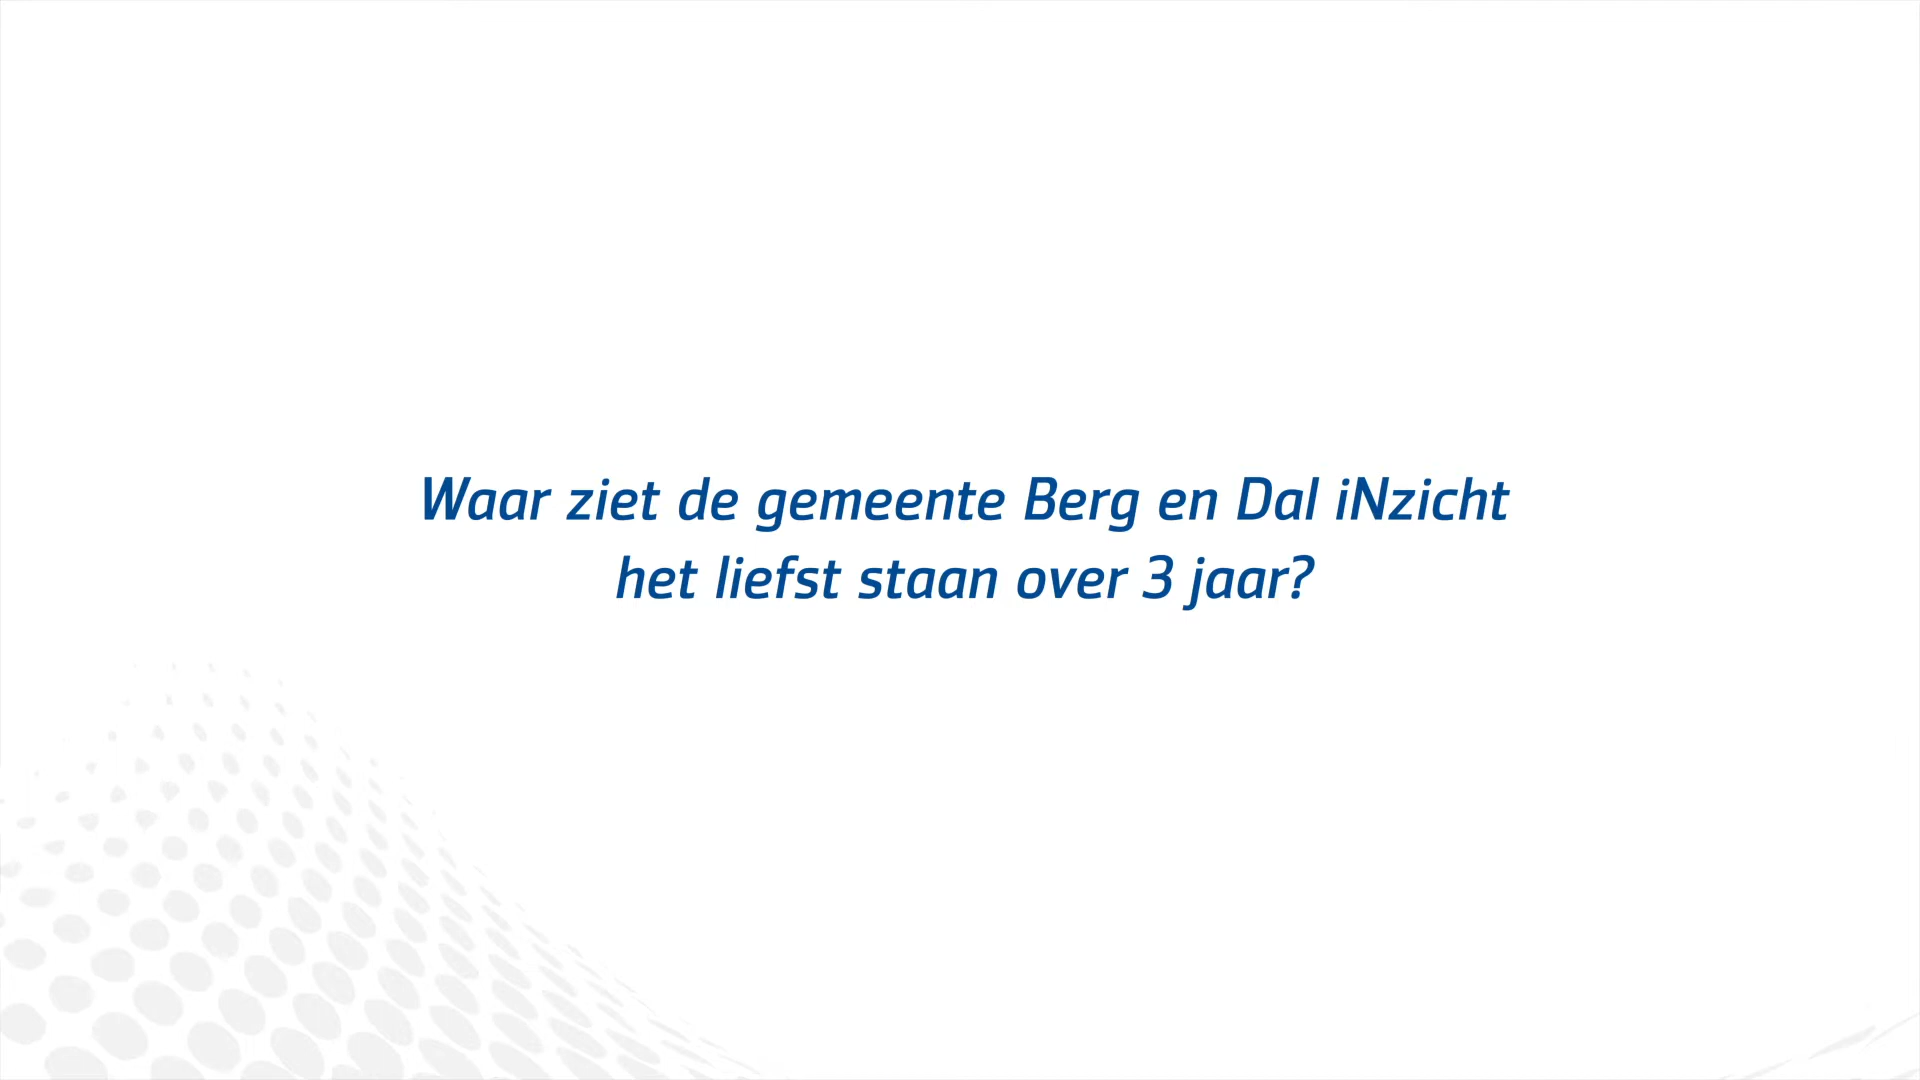 Waar ziet de gemeente Berg en Dal iNzicht
het liefst staan over 3 jaar?